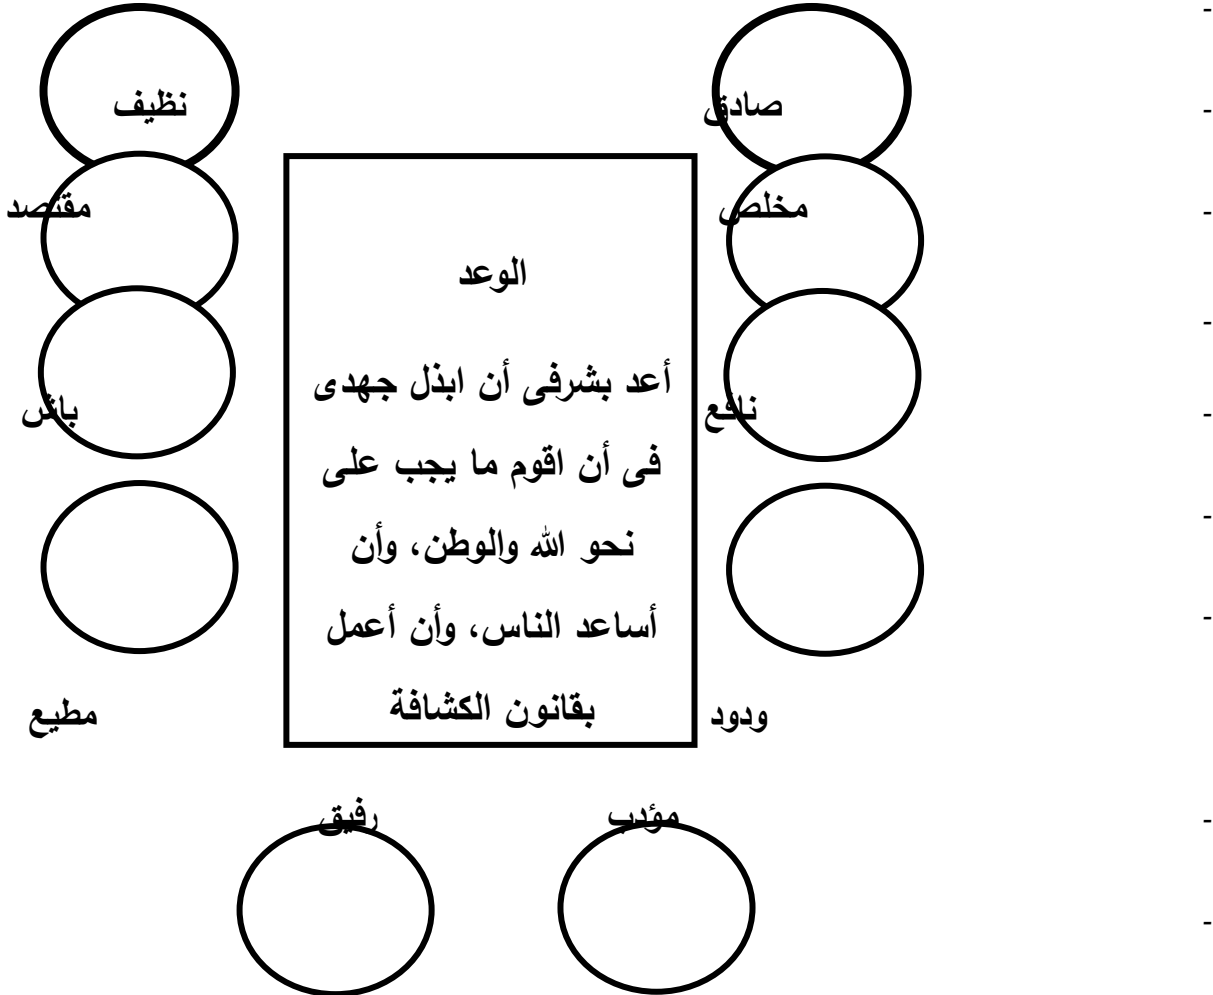 صادق
نظيف
مخلص
مقتصد
الوعد
أعد بشرفى أن ابذل جهدى
فى أن اقوم ما يجب على
نحو الله والوطن، وأن
أساعد الناس، وأن أعمل
بقانون الكشافة
نافع
باش
ودود
مطيع
مؤدب
رفيق